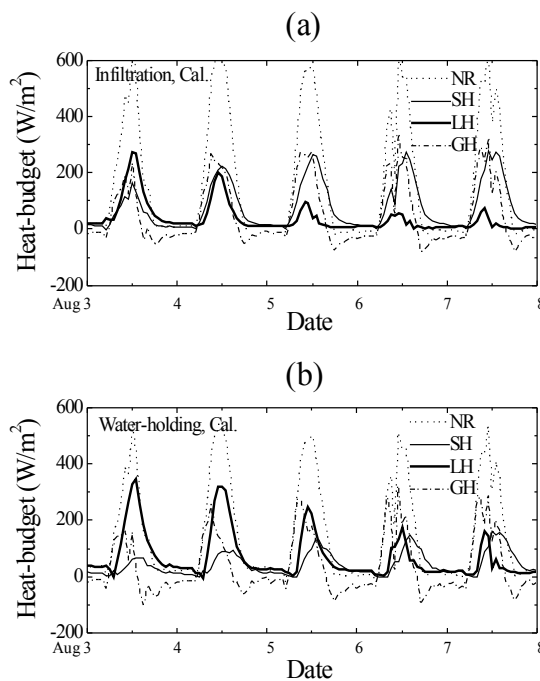 (a)
Infiltration, Cal.
NR
SH
LH
GH
Heat-budget (W/m²)
600
400
200
0
-200
Aug 3 4 5 6 7 8
Date
(b)
Water-holding, Cal.
NR
SH
LH
GH
Heat-budget (W/m²)
600
400
200
0
-200
Aug 3 4 5 6 7 8
Date